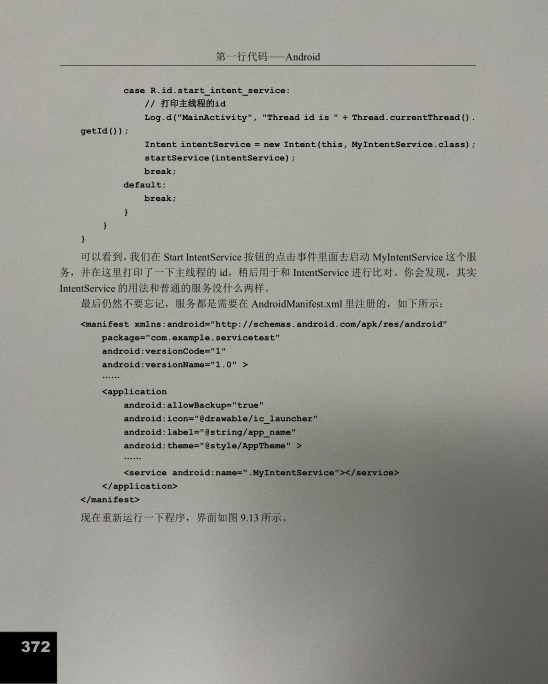 第一行代码——Android
case R.id.start_intent_service:
// 打印主线程的id
Log.d("MainActivity", "Thread id is " + Thread.currentThread().
getId());
Intent intentService = new Intent(this, MyIntentService.class);
startService(intentService);
break;
default:
break;
}
}
}
可以看到，我们在 Start IntentService 按钮的点击事件里面去启动 MyIntentService 这个服
务，并在这里打印了一下主线程的 id，稍后用于和 IntentService 进行比对。你会发现，其实
IntentService 的用法和普通的服务没什么两样。
最后仍然不要忘记，服务都是需要在 AndroidManifest.xml 里注册的，如下所示：
<manifest xmlns:android="http://schemas.android.com/apk/res/android"
package="com.example.servicetest"
android:versionCode="1"
android:versionName="1.0" >
……
<application
android:allowBackup="true"
android:icon="@drawable/ic_launcher"
android:label="@string/app_name"
android:theme="@style/AppTheme" >
……
<service android:name=".MyIntentService"></service>
</application>
</manifest>
现在重新运行一下程序，界面如图 9.13 所示。
372